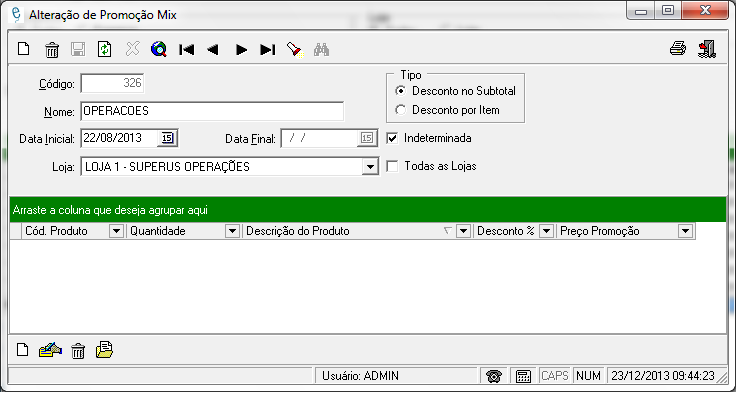 Alteração de Promoção Mix
Código: 326
Tipo
Desconto no Subtotal
Desconto por Item
Nome: OPERACOES
Data Inicial: 22/08/2013 15 Data Final: / / 15 Indeterminada
Loja: LOJA 1 - SUPERUS OPERAÇÕES Todas as Lojas
Arraste a coluna que deseja agrupar aqui
Cód. Produto Quantidade Descrição do Produto Desconto % Preço Promoção
Usuário: ADMIN CAPS NUM 23/12/2013 09:44:23